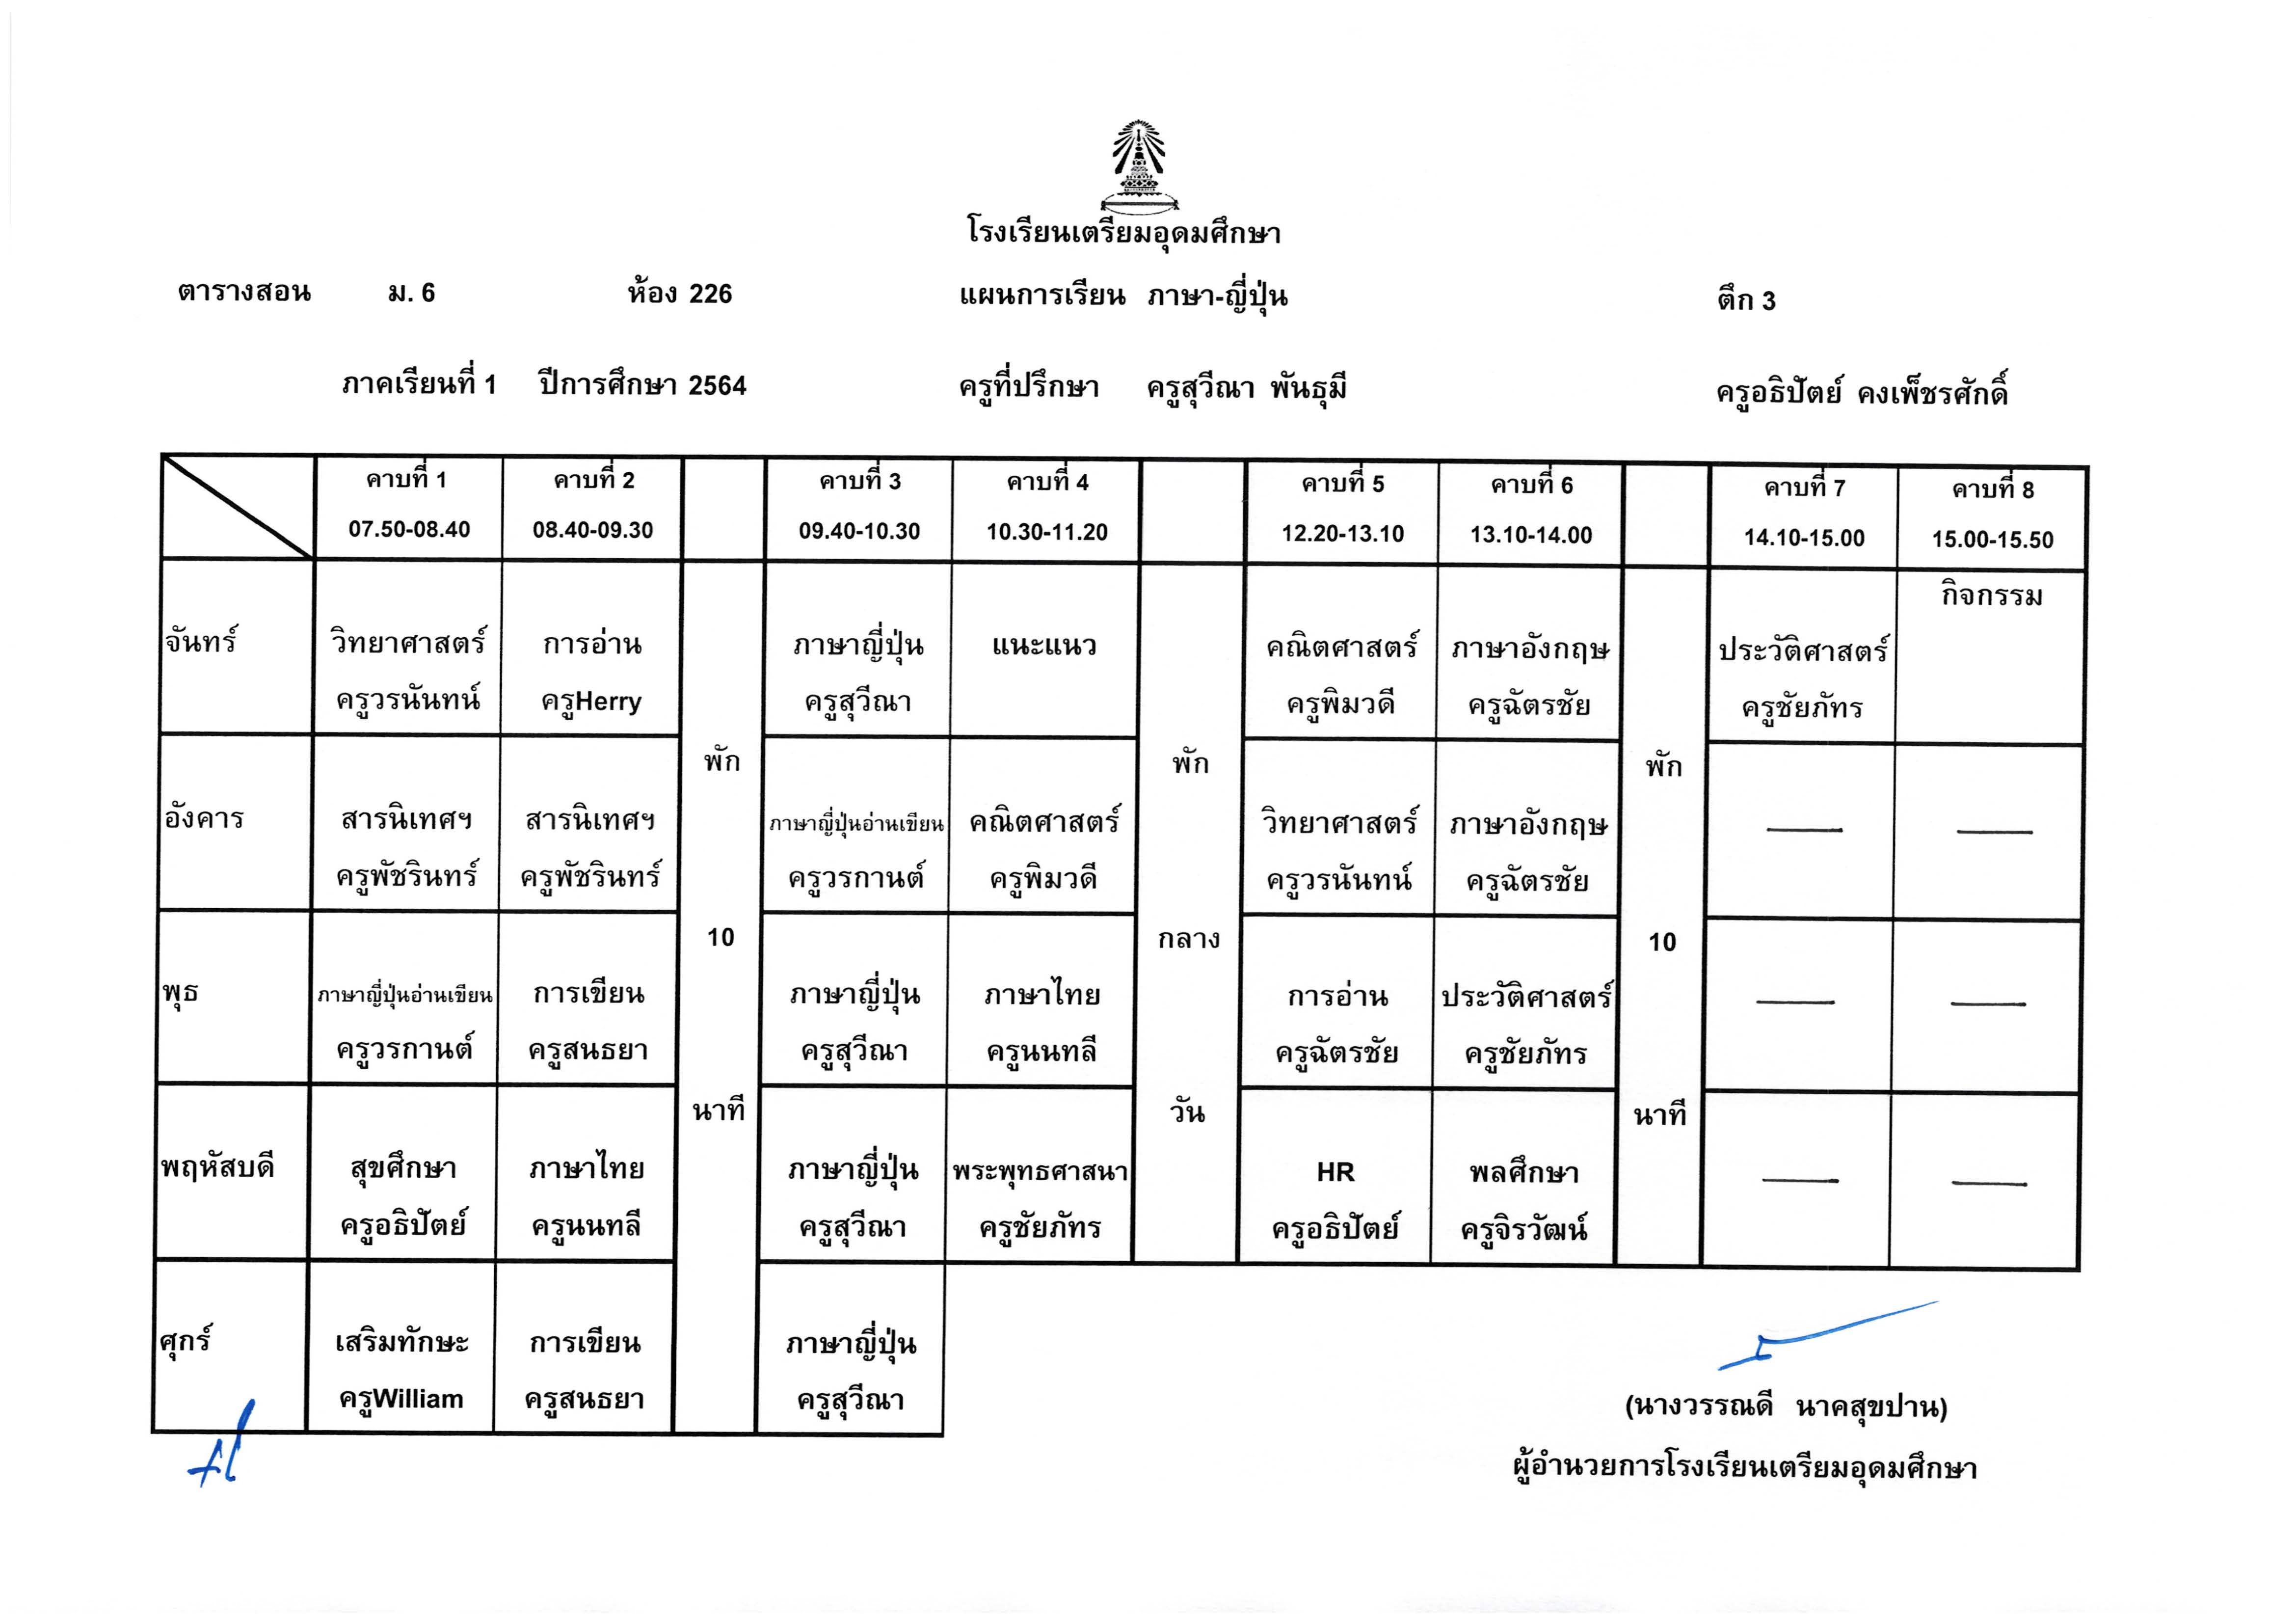 โรงเรียนเตรียมอุดมศึกษา
ตารางสอน ม. 6 ห้อง 226 แผนการเรียน ภาษา-ญี่ปุ่น ตึก 3
ภาคเรียนที่ 1 ปีการศึกษา 2564 ครูที่ปรึกษา ครูสุวีณา พันธุมี ครูอธิปัตย์ คงเพ็ชรศักดิ์
คาบที่ 1 คาบที่ 2 คาบที่ 3 คาบที่ 4 คาบที่ 5 คาบที่ 6 คาบที่ 7 คาบที่ 8
07.50-08.40 08.40-09.30 09.40-10.30 10.30-11.20 12.20-13.10 13.10-14.00 14.10-15.00 15.00-15.50
จันทร์ วิทยาศาสตร์ การอ่าน ภาษาญี่ปุ่น แนะแนว คณิตศาสตร์ ภาษาอังกฤษ ประวัติศาสตร์ กิจกรรม
ครูวรนันทน์ ครูHerry ครูสุวีณา ครูพิมวดี ครูฉัตรชัย ครูชัยภัทร
พัก พัก พัก
อังคาร สารนิเทศฯ สารนิเทศฯ ภาษาญี่ปุ่นอ่านเขียน คณิตศาสตร์ วิทยาศาสตร์ ภาษาอังกฤษ — —
ครูพัชรินทร์ ครูพัชรินทร์ ครูวรกานต์ ครูพิมวดี ครูวรนันทน์ ครูฉัตรชัย
10 กลาง 10
พุธ ภาษาญี่ปุ่นอ่านเขียน การเขียน ภาษาญี่ปุ่น ภาษาไทย การอ่าน ประวัติศาสตร์ — —
ครูวรกานต์ ครูสนธยา ครูสุวีณา ครูนนทลี ครูฉัตรชัย ครูชัยภัทร
นาที วัน นาที
พฤหัสบดี สุขศึกษา ภาษาไทย ภาษาญี่ปุ่น พระพุทธศาสนา HR พลศึกษา — —
ครูอธิปัตย์ ครูนนทลี ครูสุวีณา ครูชัยภัทร ครูอธิปัตย์ ครูจิรวัฒน์
ศุกร์ เสริมทักษะ การเขียน ภาษาญี่ปุ่น
ครูWilliam ครูสนธยา ครูสุวีณา
(นางวรรณดี นาคสุขปาน)
ผู้อำนวยการโรงเรียนเตรียมอุดมศึกษา